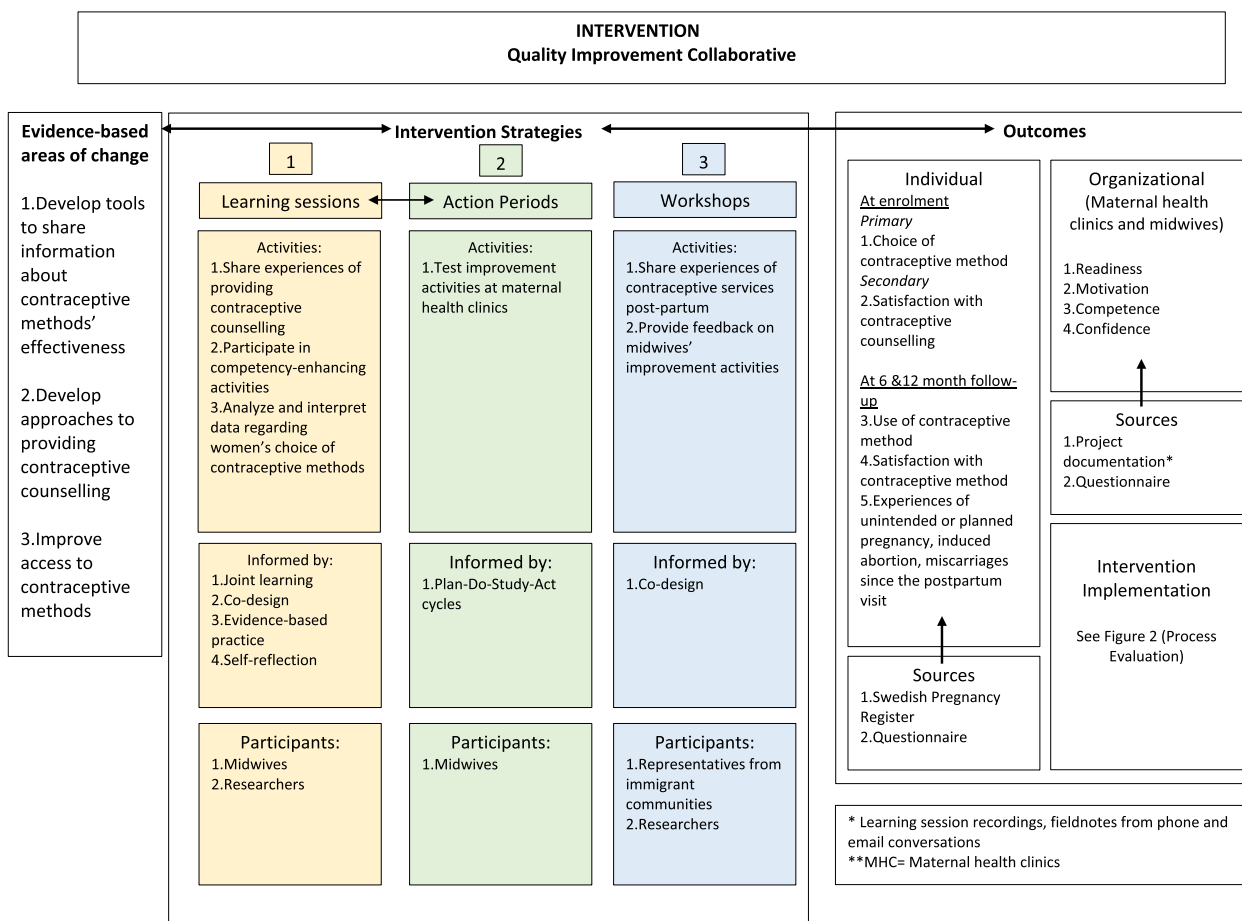 INTERVENTION
Quality Improvement Collaborative
Evidence-based
areas of change
1.Develop tools
to share
information
about
contraceptive
methods’
effectiveness
2.Develop
approaches to
providing
contraceptive
counselling
3.Improve
access to
contraceptive
methods
Intervention Strategies
1
Learning sessions
Activities:
1.Share experiences of
providing
contraceptive
counselling
2.Participate in
competency-enhancing
activities
3.Analyze and interpret
data regarding
women’s choice of
contraceptive methods
Informed by:
1.Joint learning
2.Co-design
3.Evidence-based
practice
4.Self-reflection
Participants:
1.Midwives
2.Researchers
2
Action Periods
Activities:
1.Test improvement
activities at maternal
health clinics
Informed by:
1.Plan-Do-Study-Act
cycles
Participants:
1.Midwives
3
Workshops
Activities:
1.Share experiences of
contraceptive services
post-partum
2.Provide feedback on
midwives’
improvement activities
Informed by:
1.Co-design
Participants:
1.Representatives from
immigrant
communities
2.Researchers
Outcomes
Individual
At enrolment
Primary
1.Choice of
contraceptive method
Secondary
2.Satisfaction with
contraceptive
counselling
At 6 &12 month follow-
up
3.Use of contraceptive
method
4.Satisfaction with
contraceptive method
5.Experiences of
unintended or planned
pregnancy, induced
abortion, miscarriages
since the postpartum
visit
Sources
1.Swedish Pregnancy
Register
2.Questionnaire
Organizational
(Maternal health
clinics and midwives)
1.Readiness
2.Motivation
3.Competence
4.Confidence
Sources
1.Project
documentation*
2.Questionnaire
Intervention
Implementation
See Figure 2 (Process
Evaluation)
* Learning session recordings, fieldnotes from phone and
email conversations
**MHC= Maternal health clinics